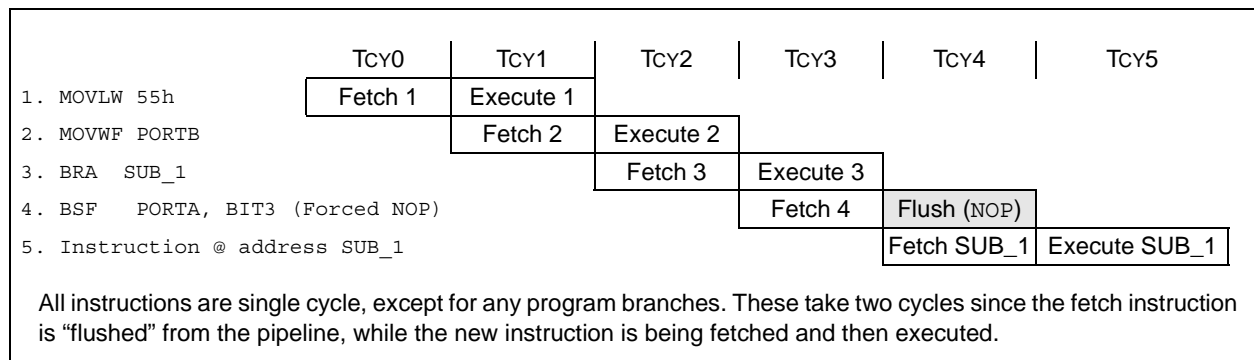 TCY0 TCY1 TCY2 TCY3 TCY4 TCY5
1. MOVLW 55h Fetch 1 Execute 1
2. MOVWF PORTB Fetch 2 Execute 2
3. BRA SUB_1 Fetch 3 Execute 3
4. BSF PORTA, BIT3 (Forced NOP) Fetch 4 Flush (NOP)
5. Instruction @ address SUB_1 Fetch SUB_1 Execute SUB_1
All instructions are single cycle, except for any program branches. These take two cycles since the fetch instruction
is “flushed” from the pipeline, while the new instruction is being fetched and then executed.